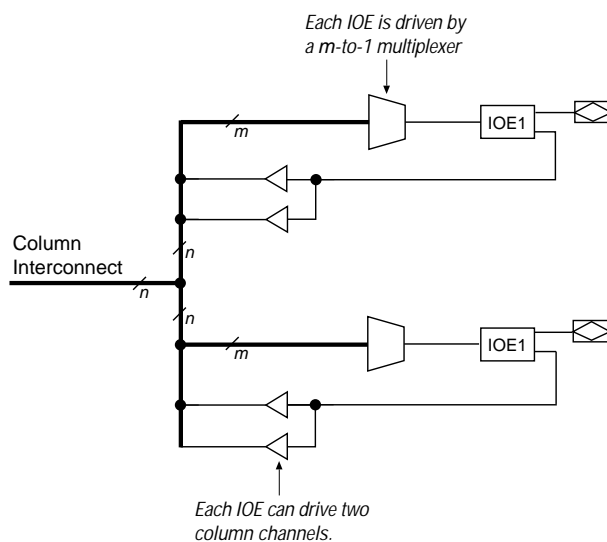 Each IOE is driven by
a m-to-1 multiplexer
IOE1
m
n
Column
Interconnect
n
n
IOE1
m
Each IOE can drive two
column channels.